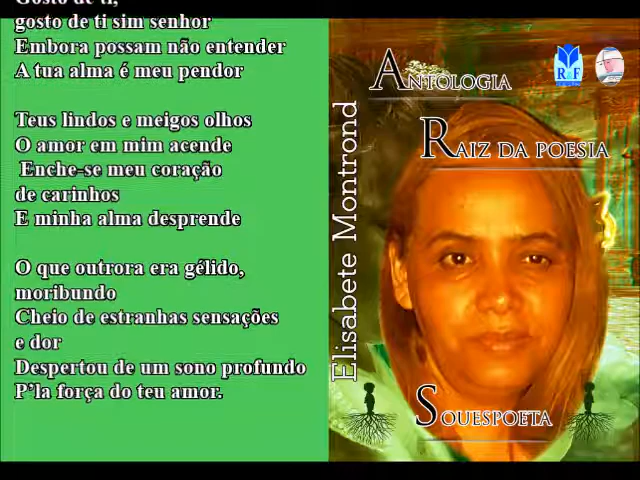 Gosto de ti,
gosto de ti sim senhor
Embora possam não entender
A tua alma é meu pendor
Teus lindos e meigos olhos
O amor em mim acende
Enche-se meu coração
de carinhos
E minha alma desprende
O que outrora era gélido,
moribundo
Cheio de estranhas sensações
e dor
Despertou de um sono profundo
P'la força do teu amor.
Elisabete Montrond
ANTOLOGIA
RAIZ DA POESIA
SOUESPOETA
R&F